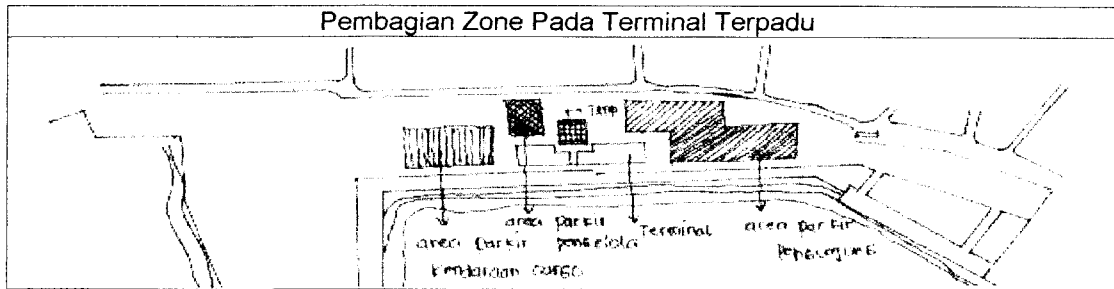 Pembagian Zone Pada Terminal Terpadu
area parkir kendaraan cargo
area parkir pengelola
Terminal
area parkir pengunjung